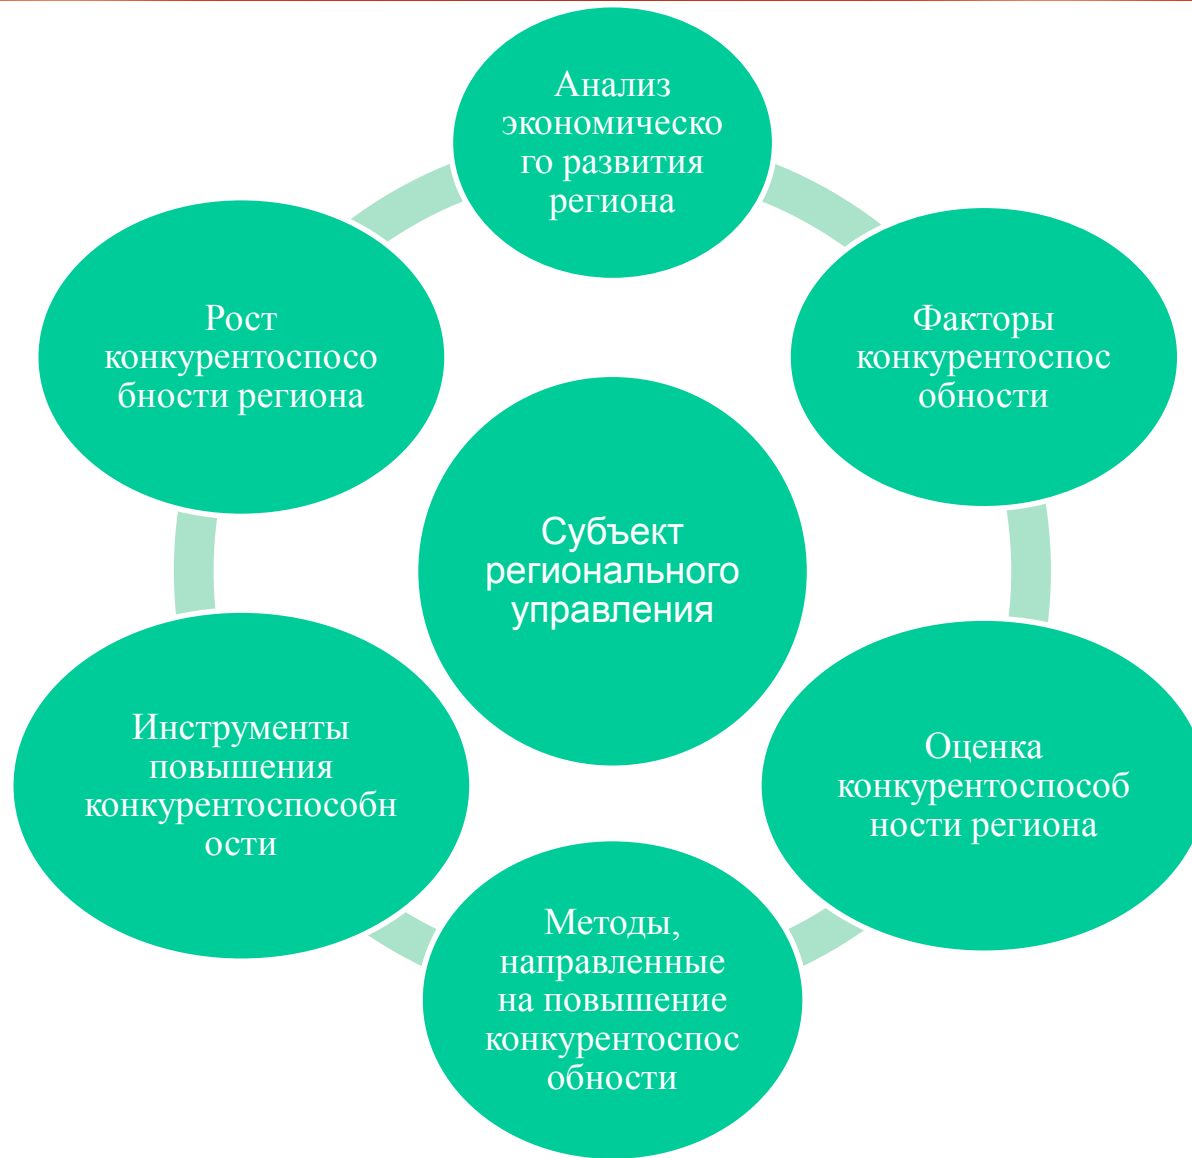 Анализ
экономическо
го развития
региона
Факторы
конкурентоспос
обности
Оценка
конкурентоспособ
ности региона
Методы,
направленные
на повышение
конкурентоспос
обности
Инструменты
повышения
конкурентоспособн
ости
Рост
конкурентоспосо
бности региона
Субъект
регионального
управления